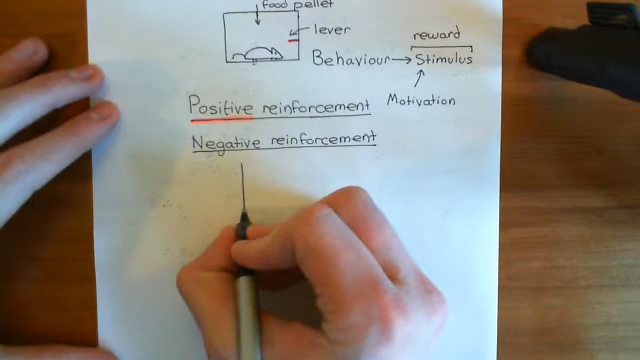 food pellet
lever
reward
Behaviour → Stimulus
Motivation
Positive reinforcement
Negative reinforcement